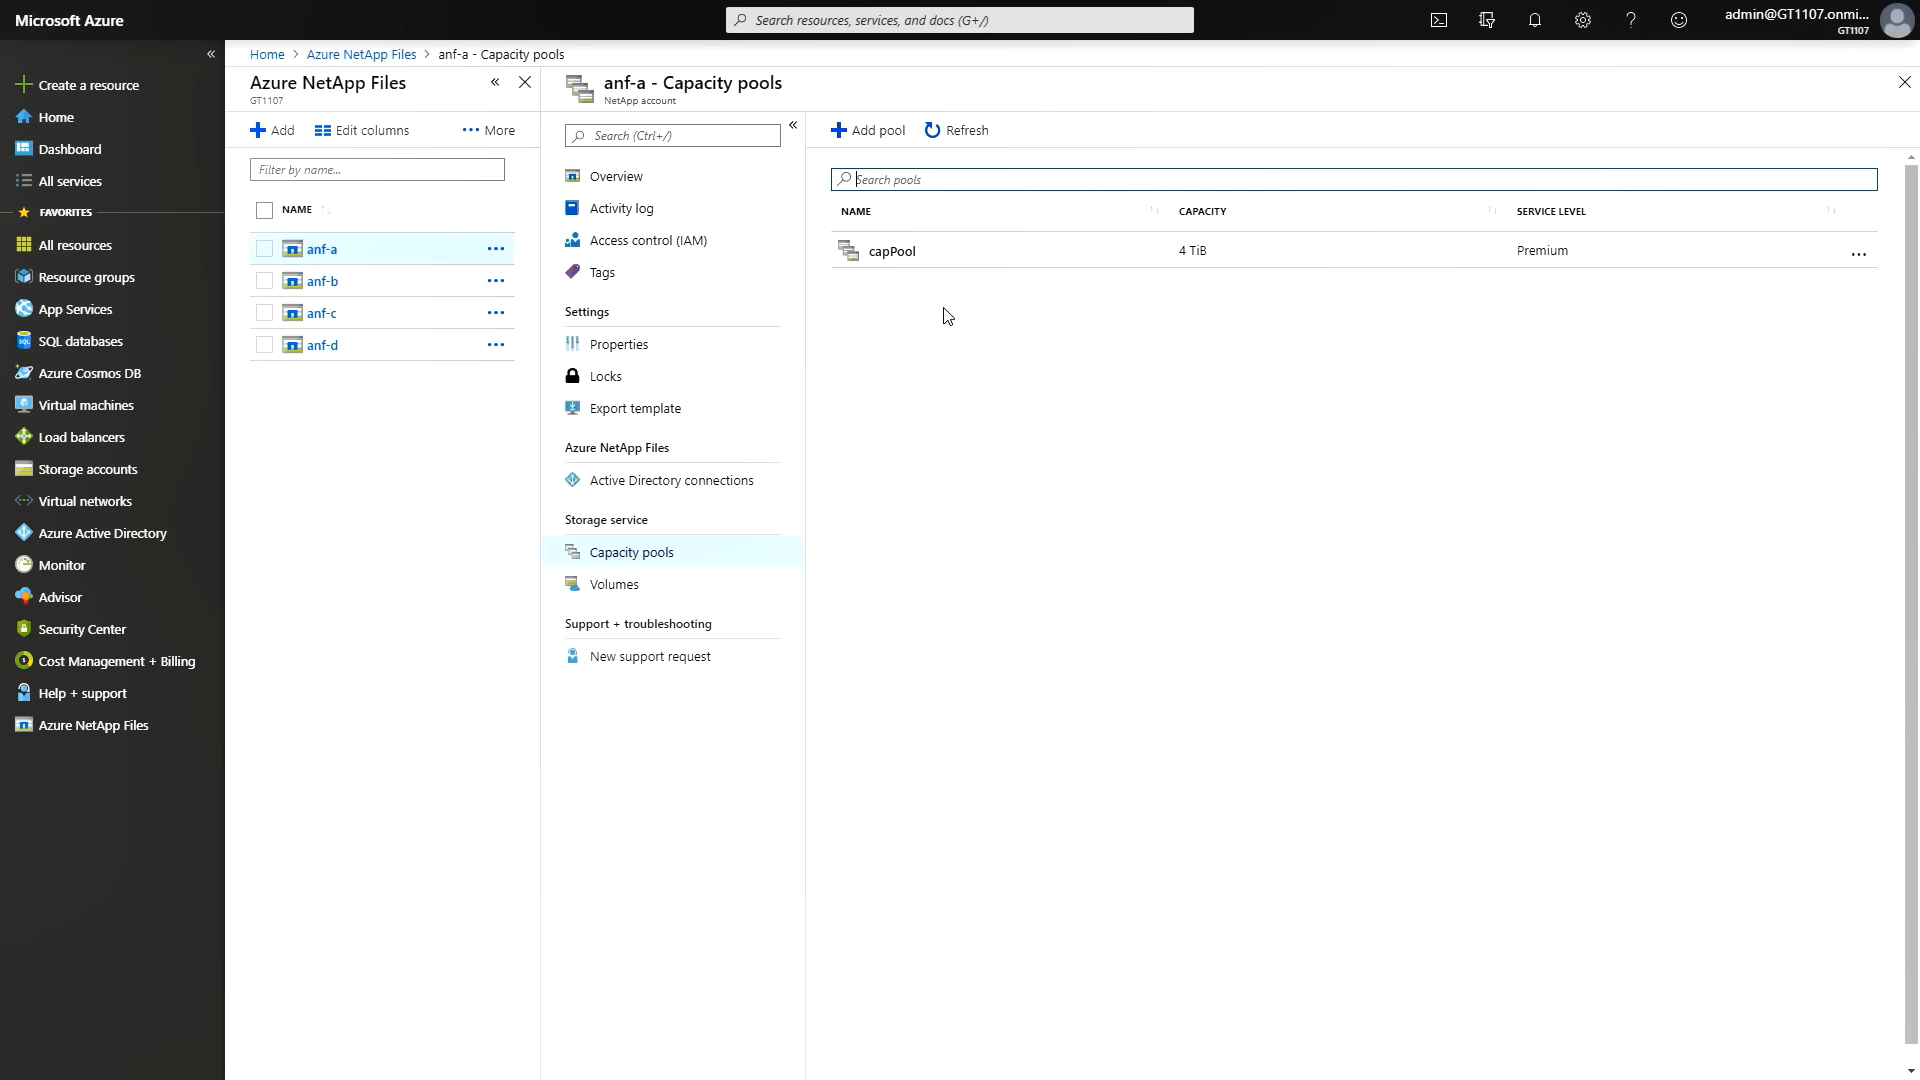 Microsoft Azure
Search resources, services, and docs (G+/)
admin@GT1107.onmi...
GT1107
Create a resource
Home
Dashboard
All services
FAVORITES
All resources
Resource groups
App Services
SQL databases
Azure Cosmos DB
Virtual machines
Load balancers
Storage accounts
Virtual networks
Azure Active Directory
Monitor
Advisor
Security Center
Cost Management + Billing
Help + support
Azure NetApp Files
Home > Azure NetApp Files > anf-a - Capacity pools
Azure NetApp Files
GT1107
Add Edit columns ... More
Filter by name...
NAME
anf-a
anf-b
anf-c
anf-d
anf-a - Capacity pools
NetApp account
Search (Ctrl+/)
Overview
Activity log
Access control (IAM)
Tags
Settings
Properties
Locks
Export template
Azure NetApp Files
Active Directory connections
Storage service
Capacity pools
Volumes
Support + troubleshooting
New support request
Add pool Refresh
Search pools
NAME CAPACITY SERVICE LEVEL
capPool 4 TiB Premium ...